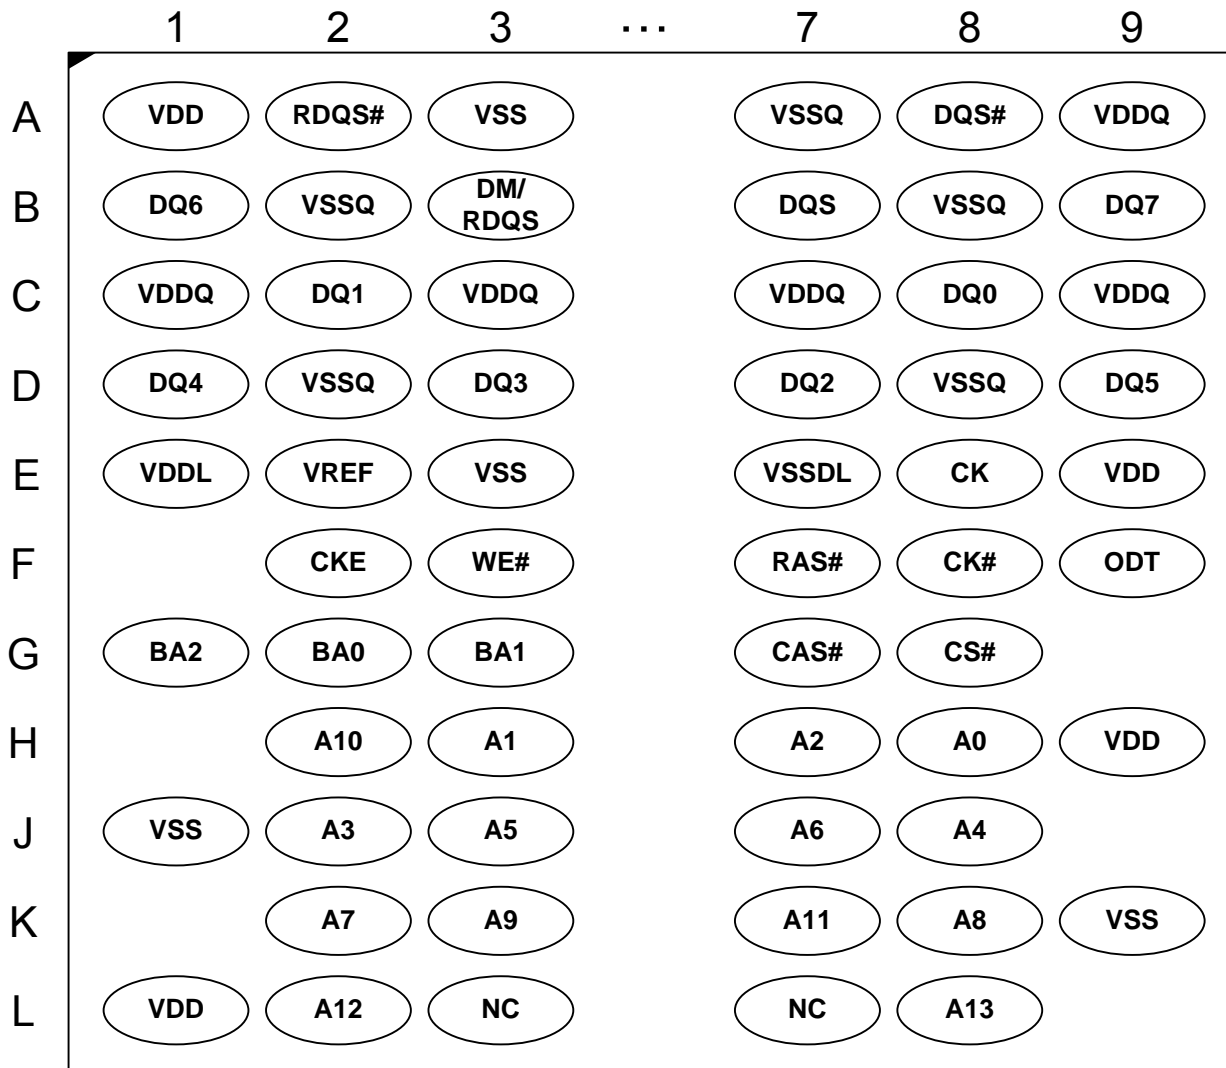 1 2 3 ... 7 8 9
A VDD RDQS# VSS VSSQ DQS# VDDQ
B DQ6 VSSQ DM/ RDQS DQS VSSQ DQ7
C VDDQ DQ1 VDDQ VDDQ DQ0 VDDQ
D DQ4 VSSQ DQ3 DQ2 VSSQ DQ5
E VDDL VREF VSS VSSDL CK VDD
F CKE WE# RAS# CK# ODT
G BA2 BA0 BA1 CAS# CS#
H A10 A1 A2 A0 VDD
J VSS A3 A5 A6 A4
K A7 A9 A11 A8 VSS
L VDD A12 NC NC A13